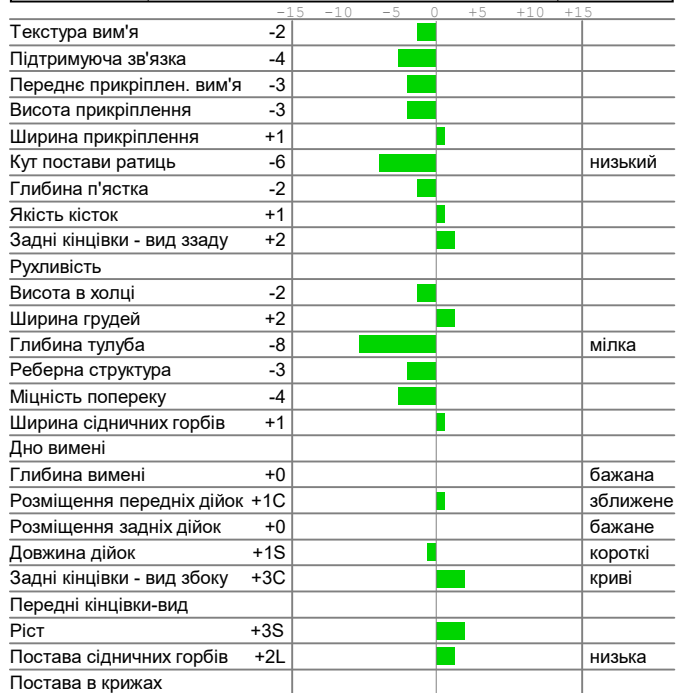 -15 -10 -5 0 +5 +10 +15
Текстура вим'я -2
Підтримуюча зв'язка -4
Переднє прикріплен. вим'я -3
Висота прикріплення -3
Ширина прикріплення +1
Кут постави ратиць -6 низький
Глибина п'ястка -2
Якість кісток +1
Задні кінцівки - вид ззаду +2
Рухливість
Висота в холці -2
Ширина грудей +2
Глибина тулуба -8 мілка
Реберна структура -3
Міцність попереку -4
Ширина сідничних горбів +1
Дно вимені
Глибина вимені +0 бажана
Розміщення передніх дійок +1C зближене
Розміщення задніх дійок +0 бажане
Довжина дійок +1S короткі
Задні кінцівки - вид збоку +3C криві
Передні кінцівки-вид
Ріст +3S
Постава сідничних горбів +2L низька
Постава в крижах